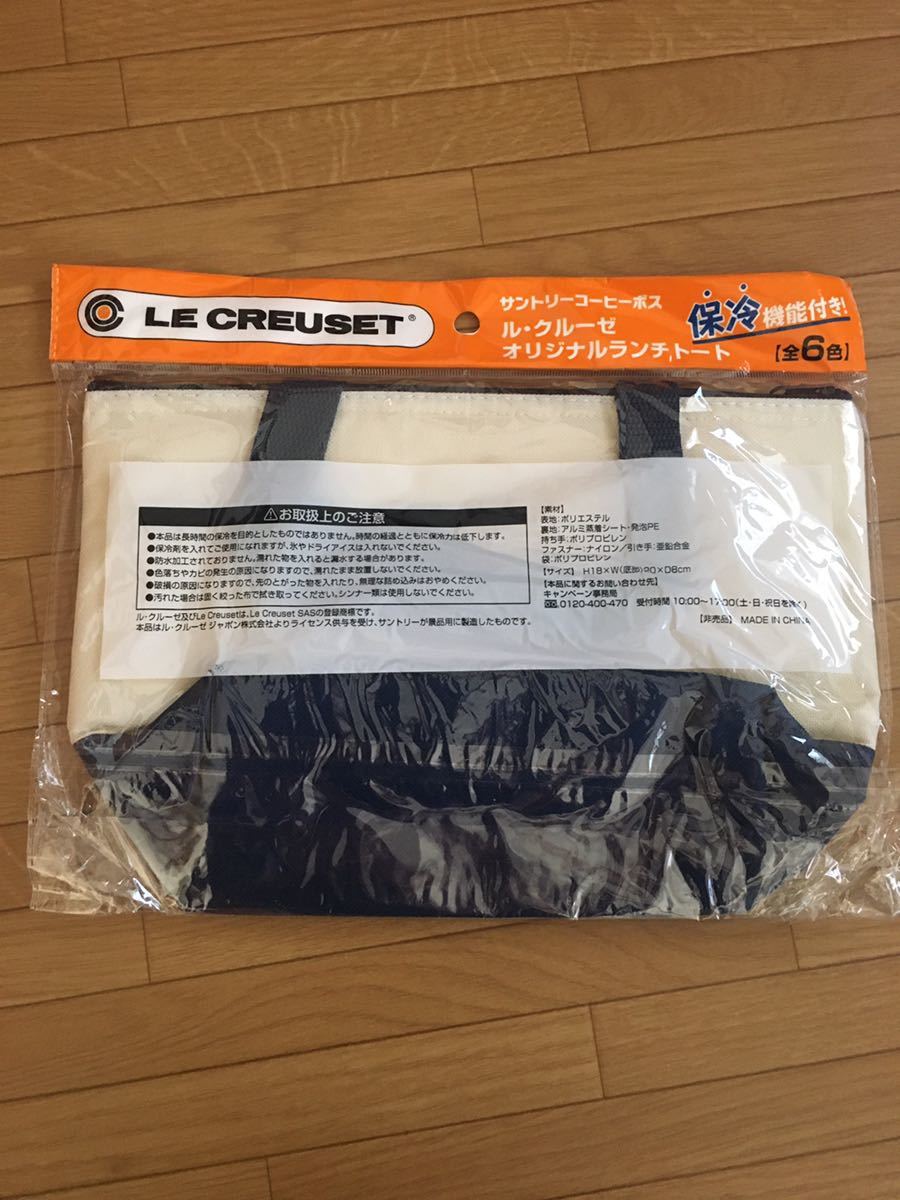 LE CREUSET®
サントリーコーヒーボス
ル・クルーゼ
オリジナルランチトート
保冷機能付き!
【全6色】
⚠お取扱上のご注意
●本品は長時間の保冷を目的としたものではありません。時間の経過とともに保冷力は低下します。
●保冷剤を入れてご使用になれますが、氷やドライアイスは入れないでください。
●防水加工されておりません。濡れた物を入れると漏水する場合があります。
●色落ちやカビの発生の原因になりますので、濡れたまま放置しないでください。
●破損の原因になりますので、先のとがった物を入れたり、無理な詰め込みはおやめください。
●汚れた場合は固く絞った布で拭き取ってください。シンナー類は使用しないでください。
ル・クルーゼ及びLe Creusetは、Le Creuset SASの登録商標です。
本品はル・クルーゼ ジャポン株式会社よりライセンス供与を受け、サントリーが景品用に製造したものです。
【素材】
表地:ポリエステル
裏地:アルミ蒸着シート・発泡PE
持ち手:ポリプロピレン
ファスナー:ナイロン/引き手:亜鉛合金
袋:ポリプロピレン
【サイズ】 H18×W(底部)20×D8cm
【本品に関するお問い合わせ先】
キャンペーン事務局
0120-400-470 受付時間 10:00〜17:00(土・日・祝日を除く)
【非売品】 MADE IN CHINA